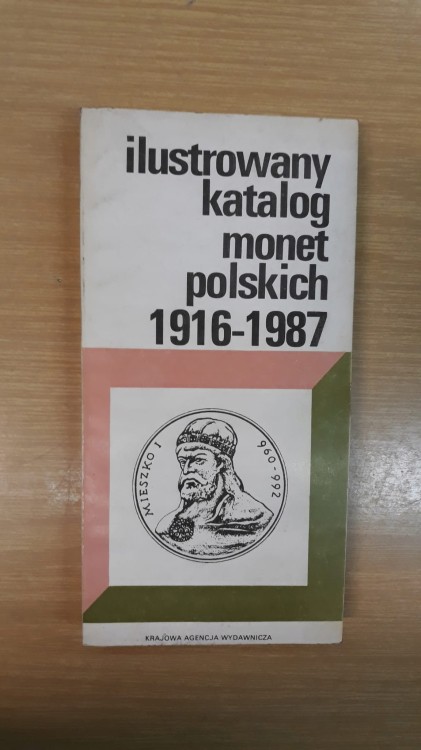 ilustrowany
katalog
monet
polskich
1916-1987
MIESZKO I 960-992
KRAJOWA AGENCJA WYDAWNICZA